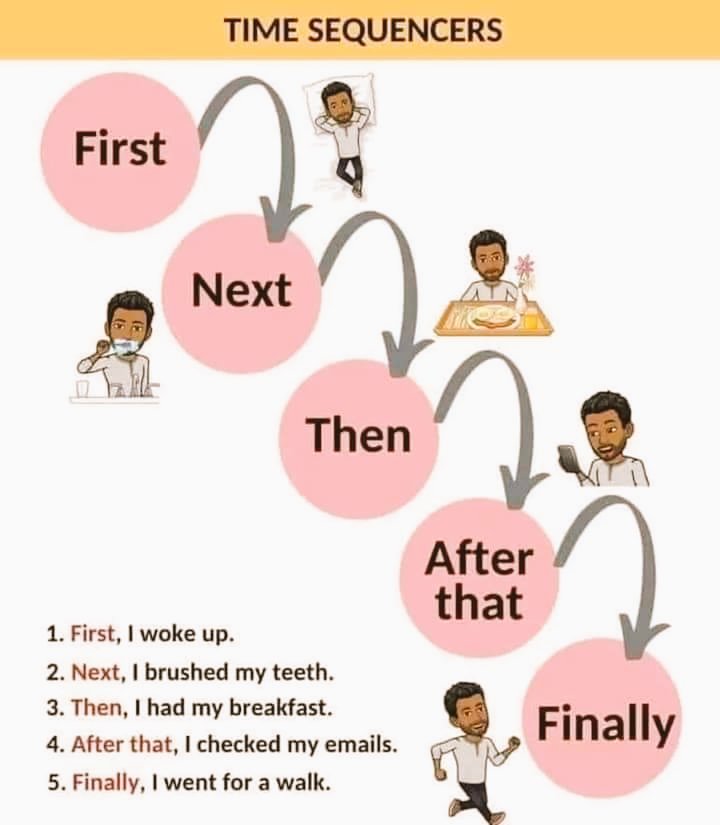 TIME SEQUENCERS
First
Next
Then
After
that
Finally
1. First, I woke up.
2. Next, I brushed my teeth.
3. Then, I had my breakfast.
4. After that, I checked my emails.
5. Finally, I went for a walk.